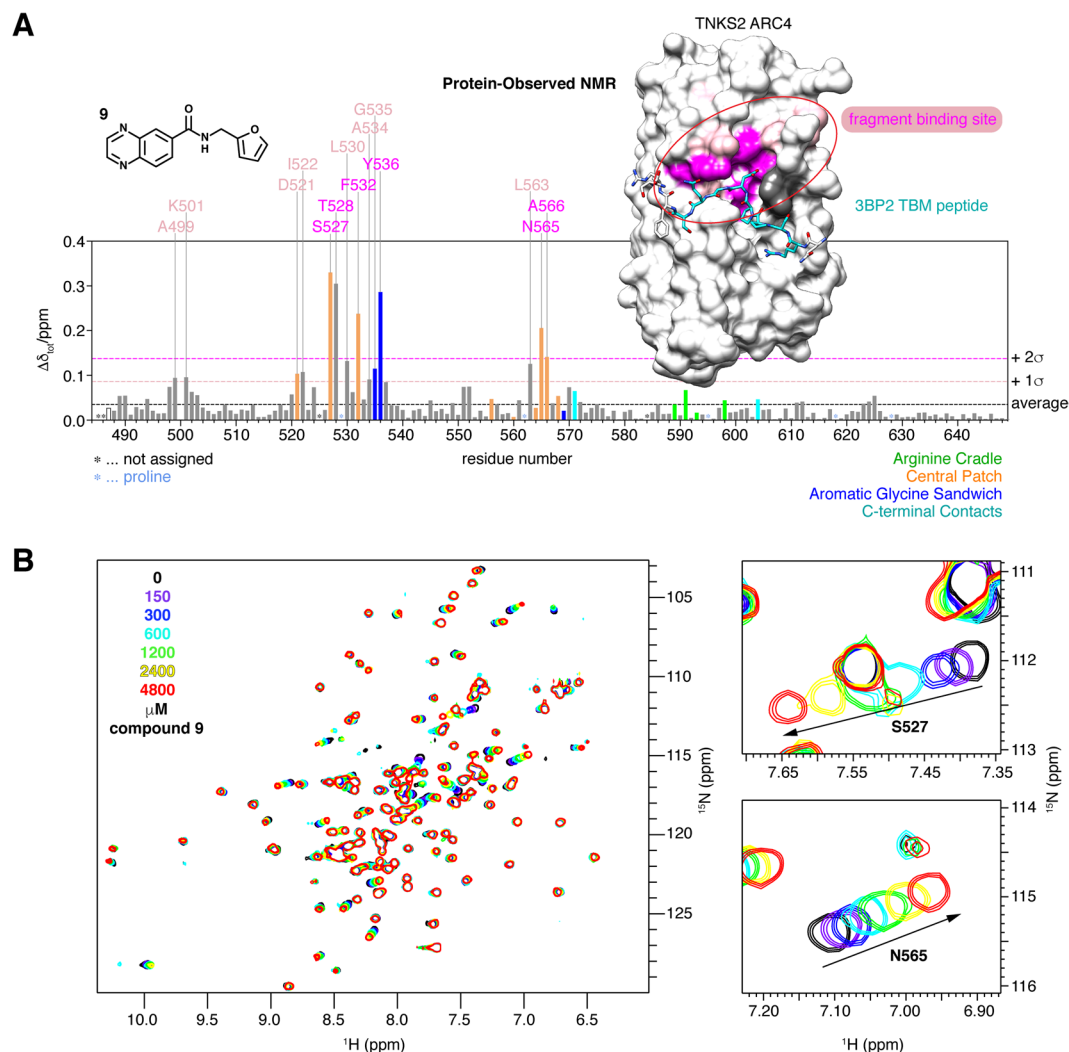 A
TNKS2 ARC4
Protein-Observed NMR
9
N
N
O
N
H
O
G535
A534
L530
Y536
I522
F532
D521
T528
S527
K501
A499
L563
A566
N565
fragment binding site
3BP2 TBM peptide
0.4
0.3
0.2
0.1
0.0
Δδtot/ppm
+ 2σ
+ 1σ
average
490 500 510 520 530 540 550 560 570 580 590 600 610 620 630 640
* ... not assigned
* ... proline
residue number
Arginine Cradle
Central Patch
Aromatic Glycine Sandwich
C-terminal Contacts
B
0
150
300
600
1200
2400
4800
μM
compound 9
105
110
115
120
125
15N (ppm)
10.0 9.5 9.0 8.5 8.0 7.5 7.0 6.5
1H (ppm)
111
112
113
S527
7.65 7.55 7.45 7.35
15N (ppm)
114
115
116
N565
7.20 7.10 7.00 6.90
1H (ppm)